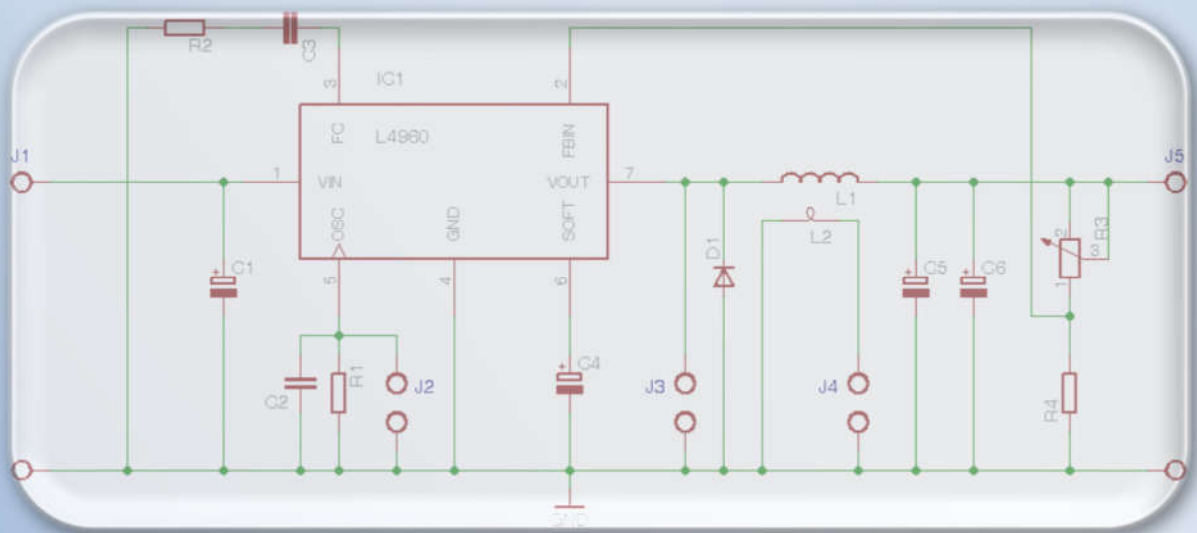 R2
C3
3
IC1
2
FC
L4960
FBIN
J1
1
VIN
VOUT
7
J5
OSC
GND
SOFT
L1
L2
R3
2
3
1
D1
C1
5
4
6
C5
C6
C2
R1
J2
C4
J3
J4
R4
GND